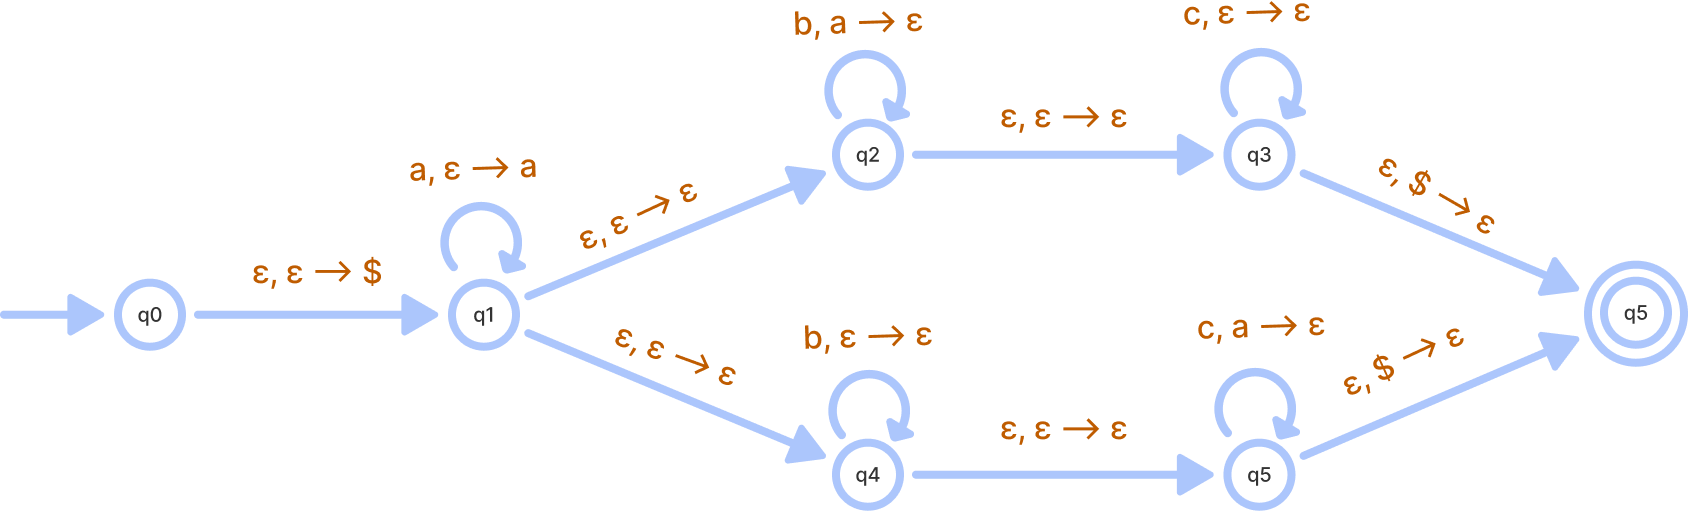 b, a → ε
c, ε → ε
ε, ε → ε
q2
q3
a, ε → a
ε, ε → ε
ε, $ → ε
ε, ε → $
q0
q1
q5
ε, ε → ε
b, ε → ε
c, a → ε
ε, $ → ε
ε, ε → ε
q4
q5